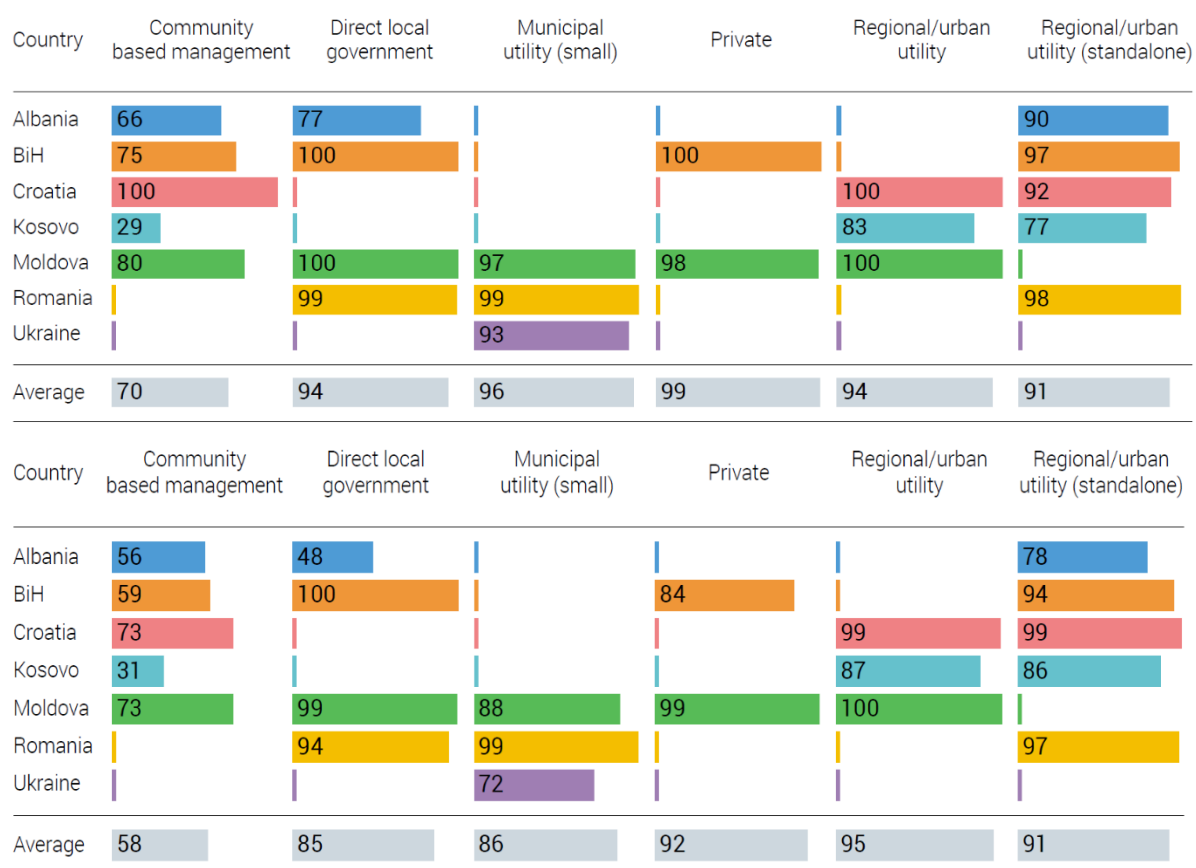 Country Community based management Direct local government Municipal utility (small) Private Regional/urban utility Regional/urban utility (standalone)
Albania 66 77 90
BiH 75 100 100 97
Croatia 100 100 92
Kosovo 29 83 77
Moldova 80 100 97 98 100
Romania 99 99 98
Ukraine 93
Average 70 94 96 99 94 91
Country Community based management Direct local government Municipal utility (small) Private Regional/urban utility Regional/urban utility (standalone)
Albania 56 48 78
BiH 59 100 84 94
Croatia 73 99 99
Kosovo 31 87 86
Moldova 73 99 88 99 100
Romania 94 99 97
Ukraine 72
Average 58 85 86 92 95 91